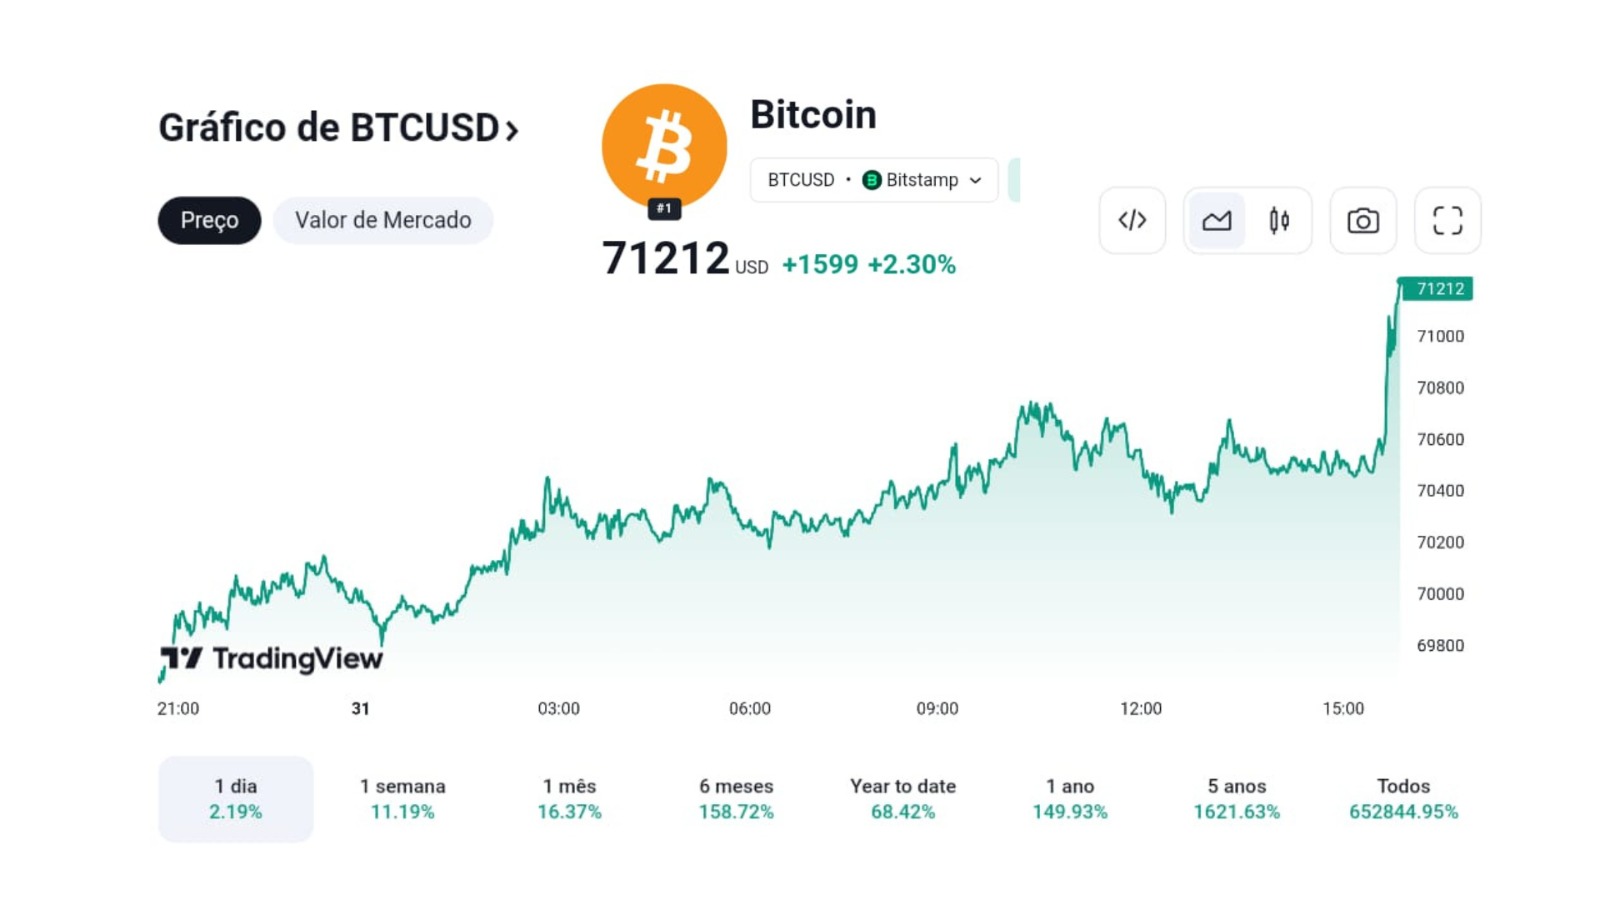 Gráfico de BTCUSD
Preço
Valor de Mercado
#1
Bitcoin
BTCUSD • Bitstamp
71212 USD +1599 +2.30%
71212
71000
70800
70600
70400
70200
70000
69800
TradingView
21:00 31 03:00 06:00 09:00 12:00 15:00
1 dia 1 semana 1 mês 6 meses Year to date 1 ano 5 anos Todos
2.19% 11.19% 16.37% 158.72% 68.42% 149.93% 1621.63% 652844.95%